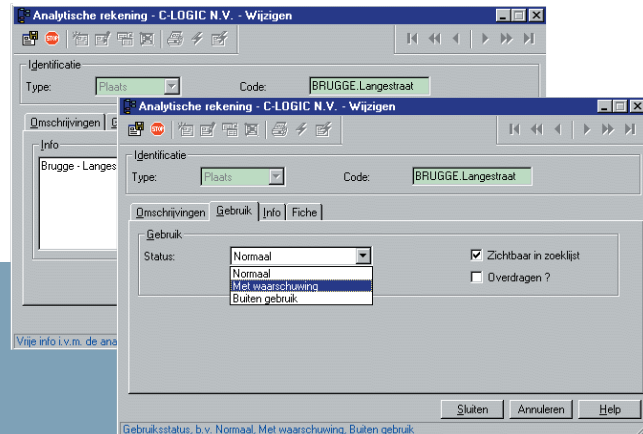 Analytische rekening - C-LOGIC N.V. - Wijzigen
STOP
Identificatie
Type: Plaats Code: BRUGGE.Langestraat
Omschrijvingen
Info
Brugge - Langes
Vrije info i.v.m. de ana
Analytische rekening - C-LOGIC N.V. - Wijzigen
STOP
Identificatie
Type: Plaats Code: BRUGGE.Langestraat
Omschrijvingen Gebruik Info Fiche
Gebruik
Status: Normaal Zichtbaar in zoeklijst
Normaal
Met waarschuwing Overdragen ?
Buiten gebruik
Sluiten Annuleren Help
Gebruiksstatus, b.v. Normaal, Met waarschuwing, Buiten gebruik